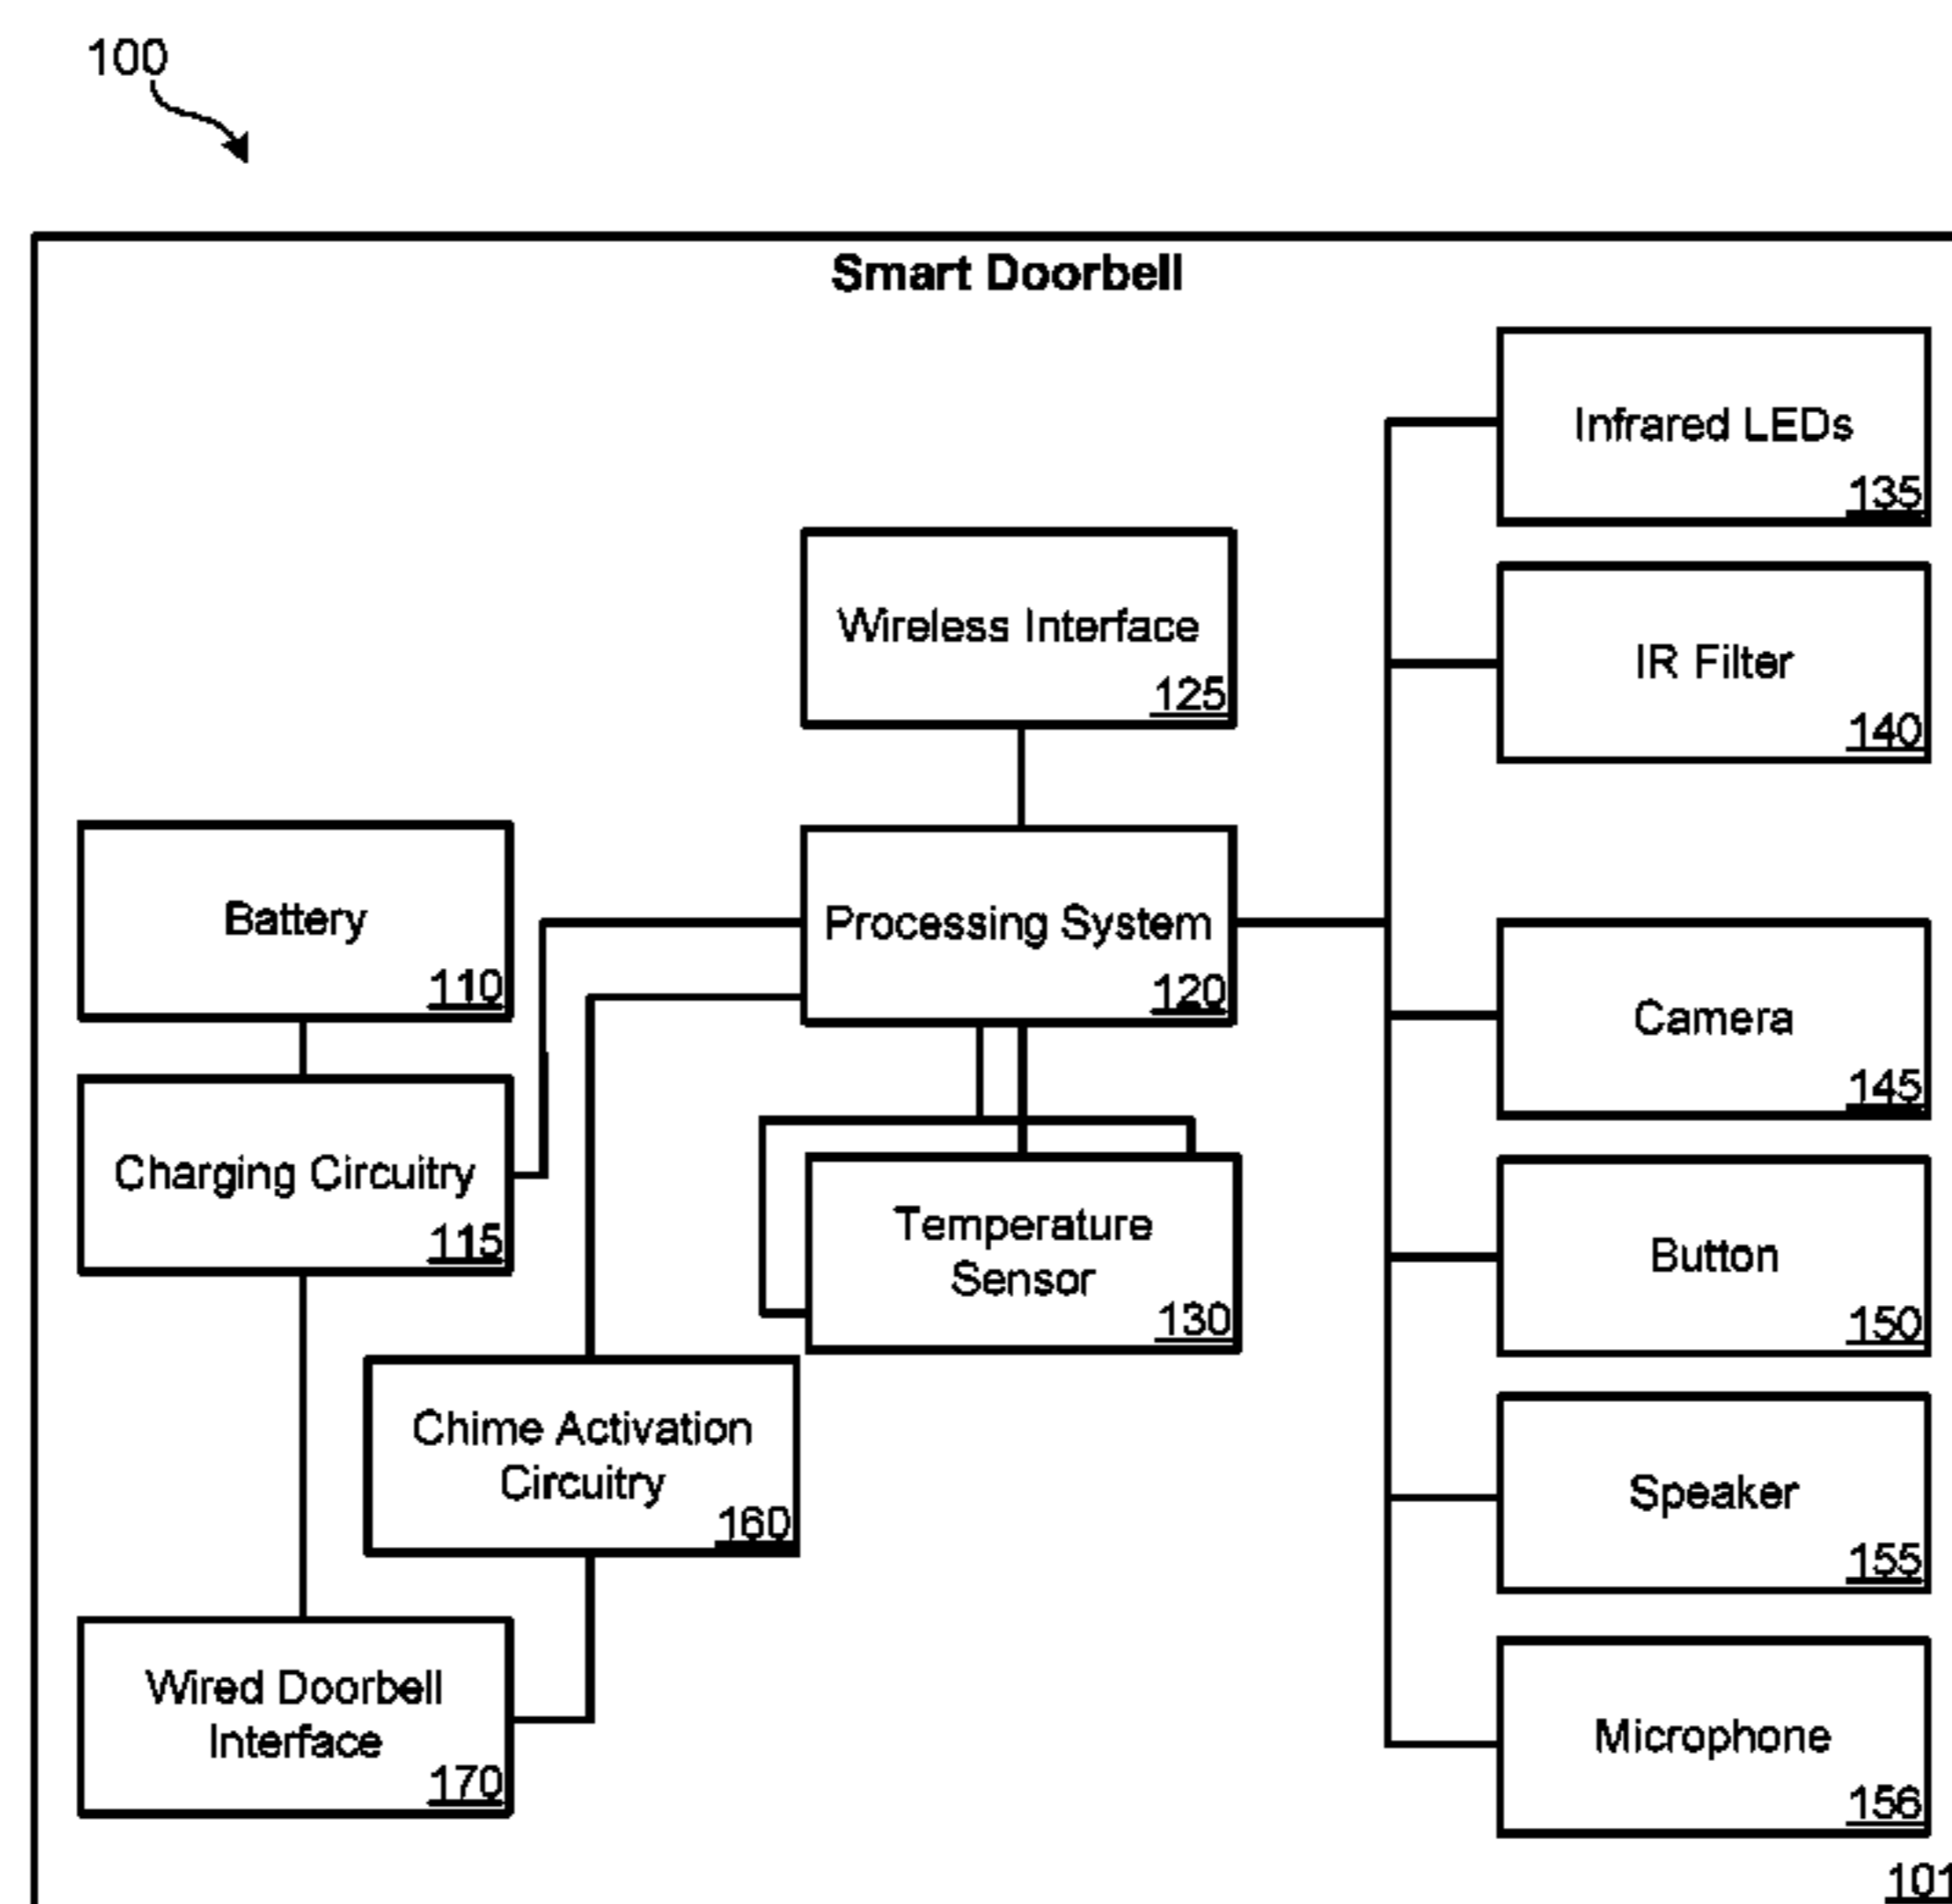 100
Smart Doorbell
Infrared LEDs
135
IR Filter
140
Wireless Interface
125
Battery
110
Processing System
120
Camera
145
Charging Circuitry
115
Temperature
Sensor
130
Button
150
Chime Activation
Circuitry
160
Speaker
155
Wired Doorbell
Interface
170
Microphone
156
101